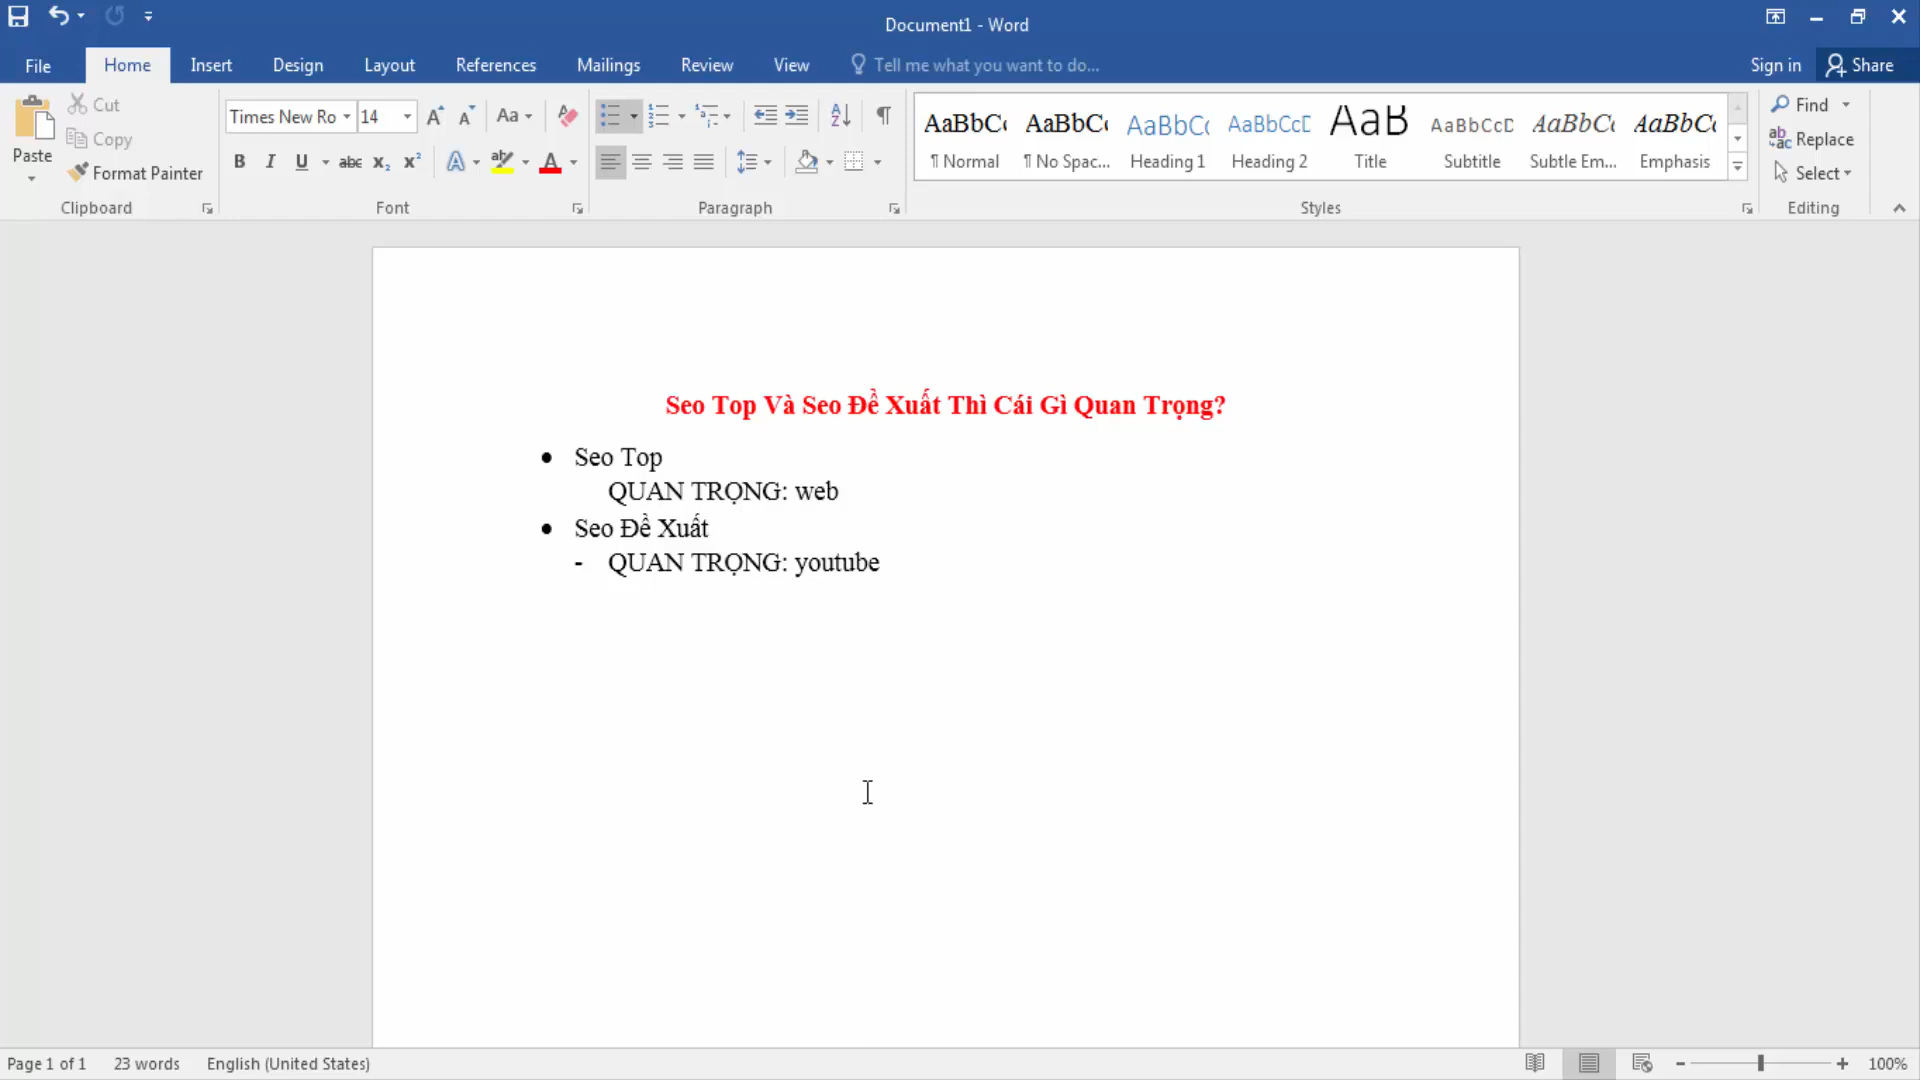 Document1 - Word
File Home Insert Design Layout References Mailings Review View Tell me what you want to do... Sign in Share
Paste
Cut
Copy
Format Painter
Clipboard
Times New Ro 14
Aa
B I U abc x₂ x²
A
Font
Paragraph
AaBbCc AaBbCc AaBbCc AaBbCcD AaB AaBbCcD AaBbCc AaBbCc
¶ Normal ¶ No Spac... Heading 1 Heading 2 Title Subtitle Subtle Em... Emphasis
Styles
Find
Replace
Select
Editing
Seo Top Và Seo Đề Xuất Thì Cái Gì Quan Trọng?
• Seo Top
QUAN TRỌNG: web
• Seo Đề Xuất
- QUAN TRỌNG: youtube
Page 1 of 1 23 words English (United States) 100%